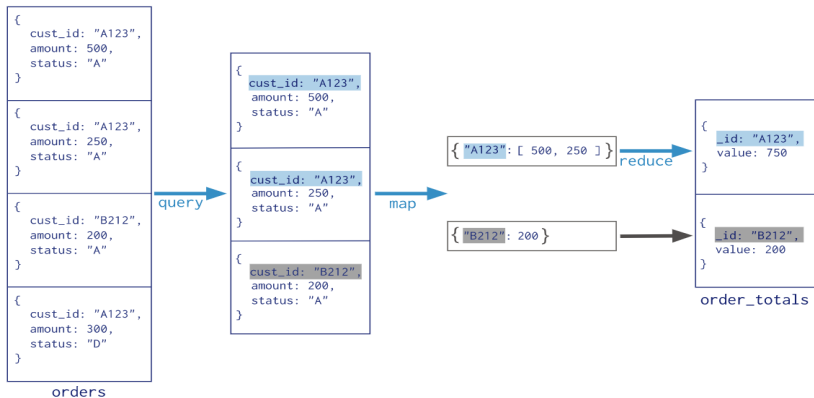 {
cust_id: "A123",
amount: 500,
status: "A"
}
{
cust_id: "A123",
amount: 250,
status: "A"
}
{
cust_id: "B212",
amount: 200,
status: "A"
}
{
cust_id: "A123",
amount: 300,
status: "D"
}
orders
query
{
cust_id: "A123",
amount: 500,
status: "A"
}
{
cust_id: "A123",
amount: 250,
status: "A"
}
{
cust_id: "B212",
amount: 200,
status: "A"
}
map
{"A123": [ 500, 250 ]}
{"B212": 200}
reduce
{
_id: "A123",
value: 750
}
{
_id: "B212",
value: 200
}
order_totals